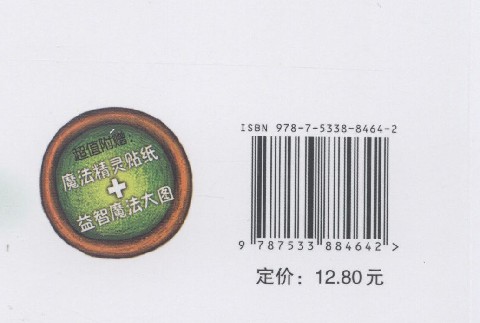 超值附赠：
魔法精灵贴纸
+
益智魔法大图
ISBN 978-7-5338-8464-2
9 787533 884642 >
定价：12.80元